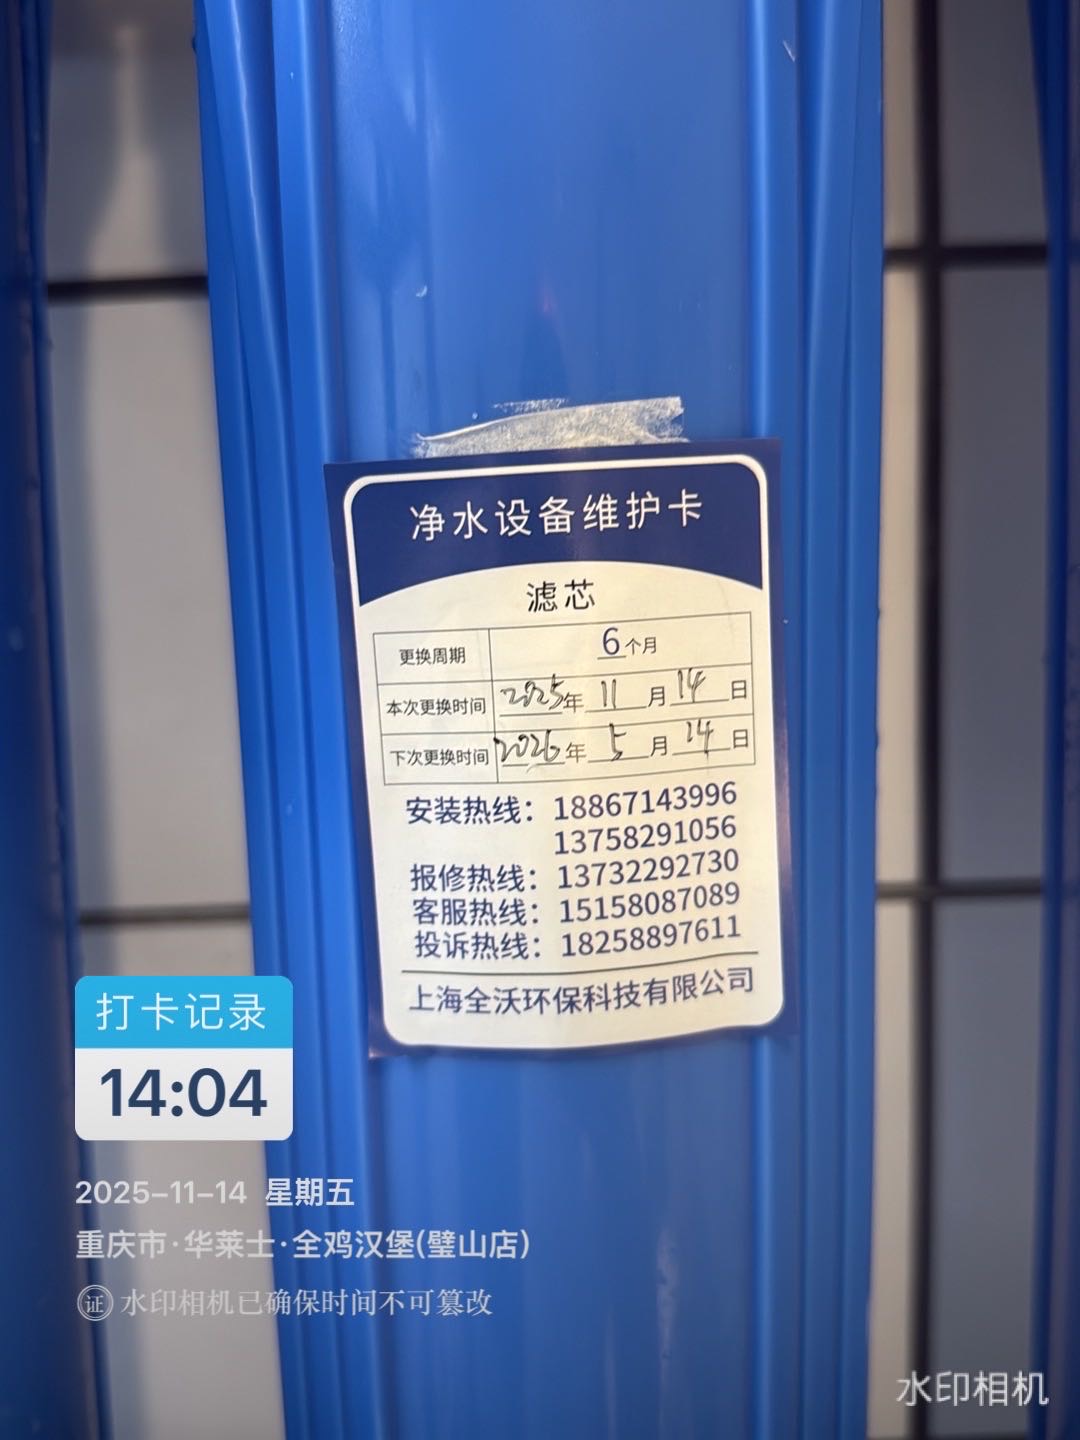 净水设备维护卡
滤芯
更换周期 6个月
本次更换时间 2025年11月14日
下次更换时间 2026年5月14日
安装热线：18867143996
13758291056
报修热线：13732292730
客服热线：15158087089
投诉热线：18258897611
上海全沃环保科技有限公司
打卡记录
14:04
2025-11-14 星期五
重庆市·华莱士·全鸡汉堡(璧山店)
证 水印相机已确保时间不可篡改
水印相机